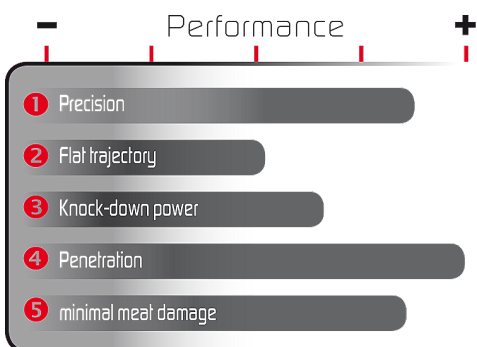 - Performance +
1 Precision
2 Flat trajectory
3 Knock-down power
4 Penetration
5 minimal meat damage